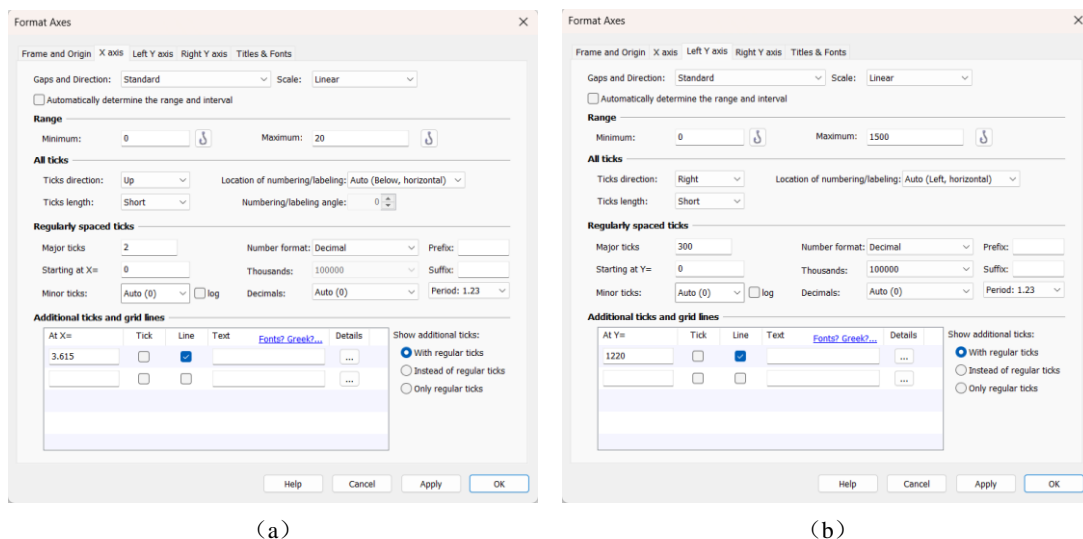 Format Axes
Frame and Origin X axis Left Y axis Right Y axis Titles & Fonts
Gaps and Direction: Standard Scale: Linear
Automatically determine the range and interval
Range
Minimum: 0 Maximum: 20
All ticks
Ticks direction: Up Location of numbering/labeling: Auto (Below, horizontal)
Ticks length: Short Numbering/labeling angle: 0
Regularly spaced ticks
Major ticks 2 Number format: Decimal Prefix:
Starting at X= 0 Thousands: 100000 Suffix:
Minor ticks: Auto (0) log Decimals: Auto (0) Period: 1.23
Additional ticks and grid lines
At X= Tick Line Text Fonts? Greek?... Details Show additional ticks:
3.615 ... With regular ticks
... Instead of regular ticks
Only regular ticks
Help Cancel Apply OK
(a)
Format Axes
Frame and Origin X axis Left Y axis Right Y axis Titles & Fonts
Gaps and Direction: Standard Scale: Linear
Automatically determine the range and interval
Range
Minimum: 0 Maximum: 1500
All ticks
Ticks direction: Right Location of numbering/labeling: Auto (Left, horizontal)
Ticks length: Short
Regularly spaced ticks
Major ticks 300 Number format: Decimal Prefix:
Starting at Y= 0 Thousands: 100000 Suffix:
Minor ticks: Auto (0) log Decimals: Auto (0) Period: 1.23
Additional ticks and grid lines
At Y= Tick Line Text Fonts? Greek?... Details Show additional ticks:
1220 ... With regular ticks
... Instead of regular ticks
Only regular ticks
Help Cancel Apply OK
(b)